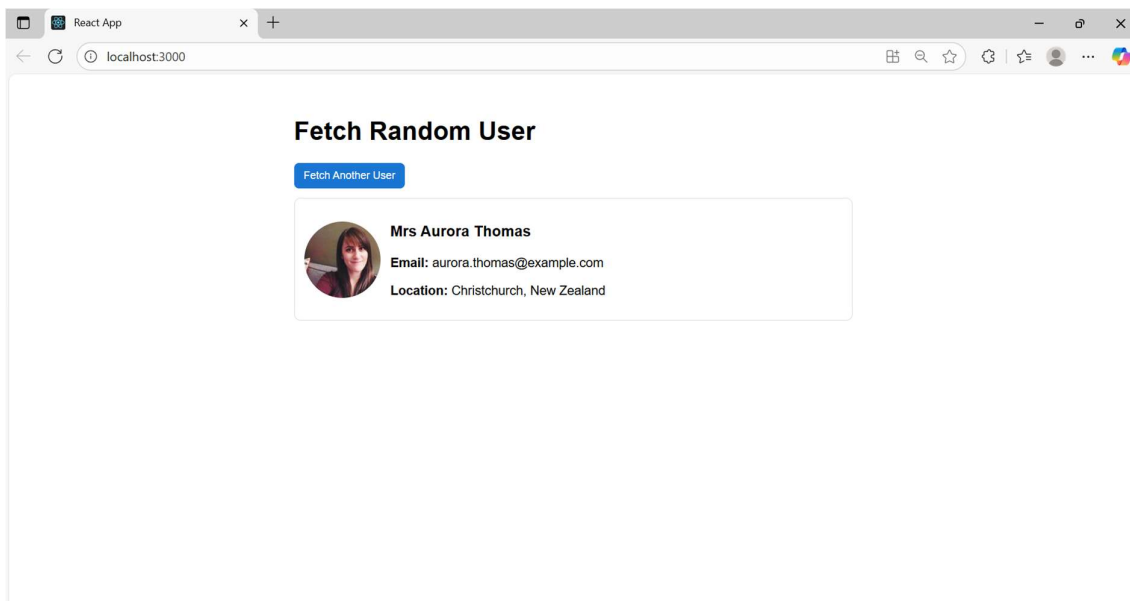 React App
localhost:3000
Fetch Random User
Fetch Another User
Mrs Aurora Thomas
Email: aurora.thomas@example.com
Location: Christchurch, New Zealand